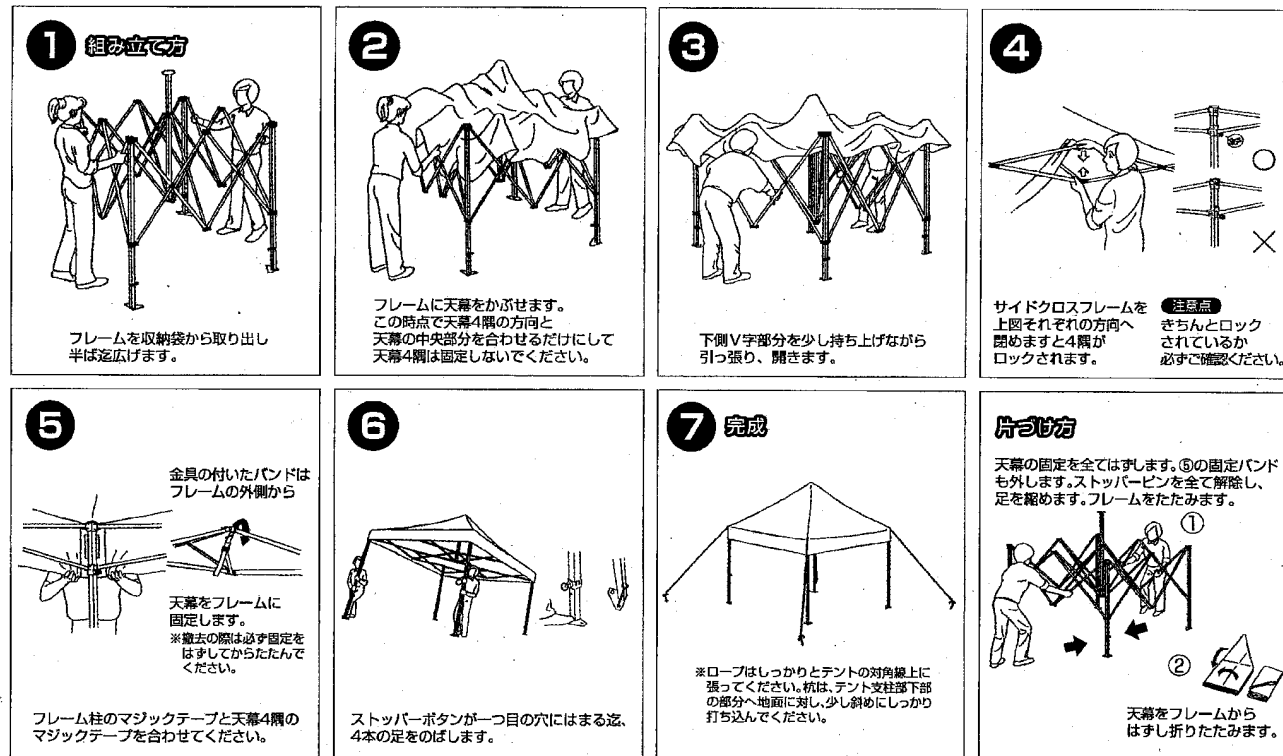 1 組み立て方
フレームを収納袋から取り出し
半ば迄広げます。
2
フレームに天幕をかぶせます。
この時点で天幕4隅の方向と
天幕の中央部分を合わせるだけにして
天幕4隅は固定しないでください。
3
下側V字部分を少し持ち上げながら
引っ張り、開きます。
4
サイドクロスフレームを
上図それぞれの方向へ
閉めますと4隅が
ロックされます。
注意点
きちんとロック
されているか
必ずご確認ください。
5
金具の付いたバンドは
フレームの外側から
天幕をフレームに
固定します。
※撤去の際は必ず固定を
はずしてからたたんで
ください。
フレーム柱のマジックテープと天幕4隅の
マジックテープを合わせてください。
6
ストッパーボタンが一つ目の穴にはまる迄、
4本の足をのばします。
7 完成
※ロープはしっかりとテントの対角線上に
張ってください。杭は、テント支柱部下部
の部分へ地面に対し、少し斜めにしっかり
打ち込んでください。
片づけ方
天幕の固定を全てはずします。⑤の固定バンド
も外します。ストッパーピンを全て解除し、
足を縮めます。フレームをたたみます。
①
②
天幕をフレームから
はずし折りたたみます。